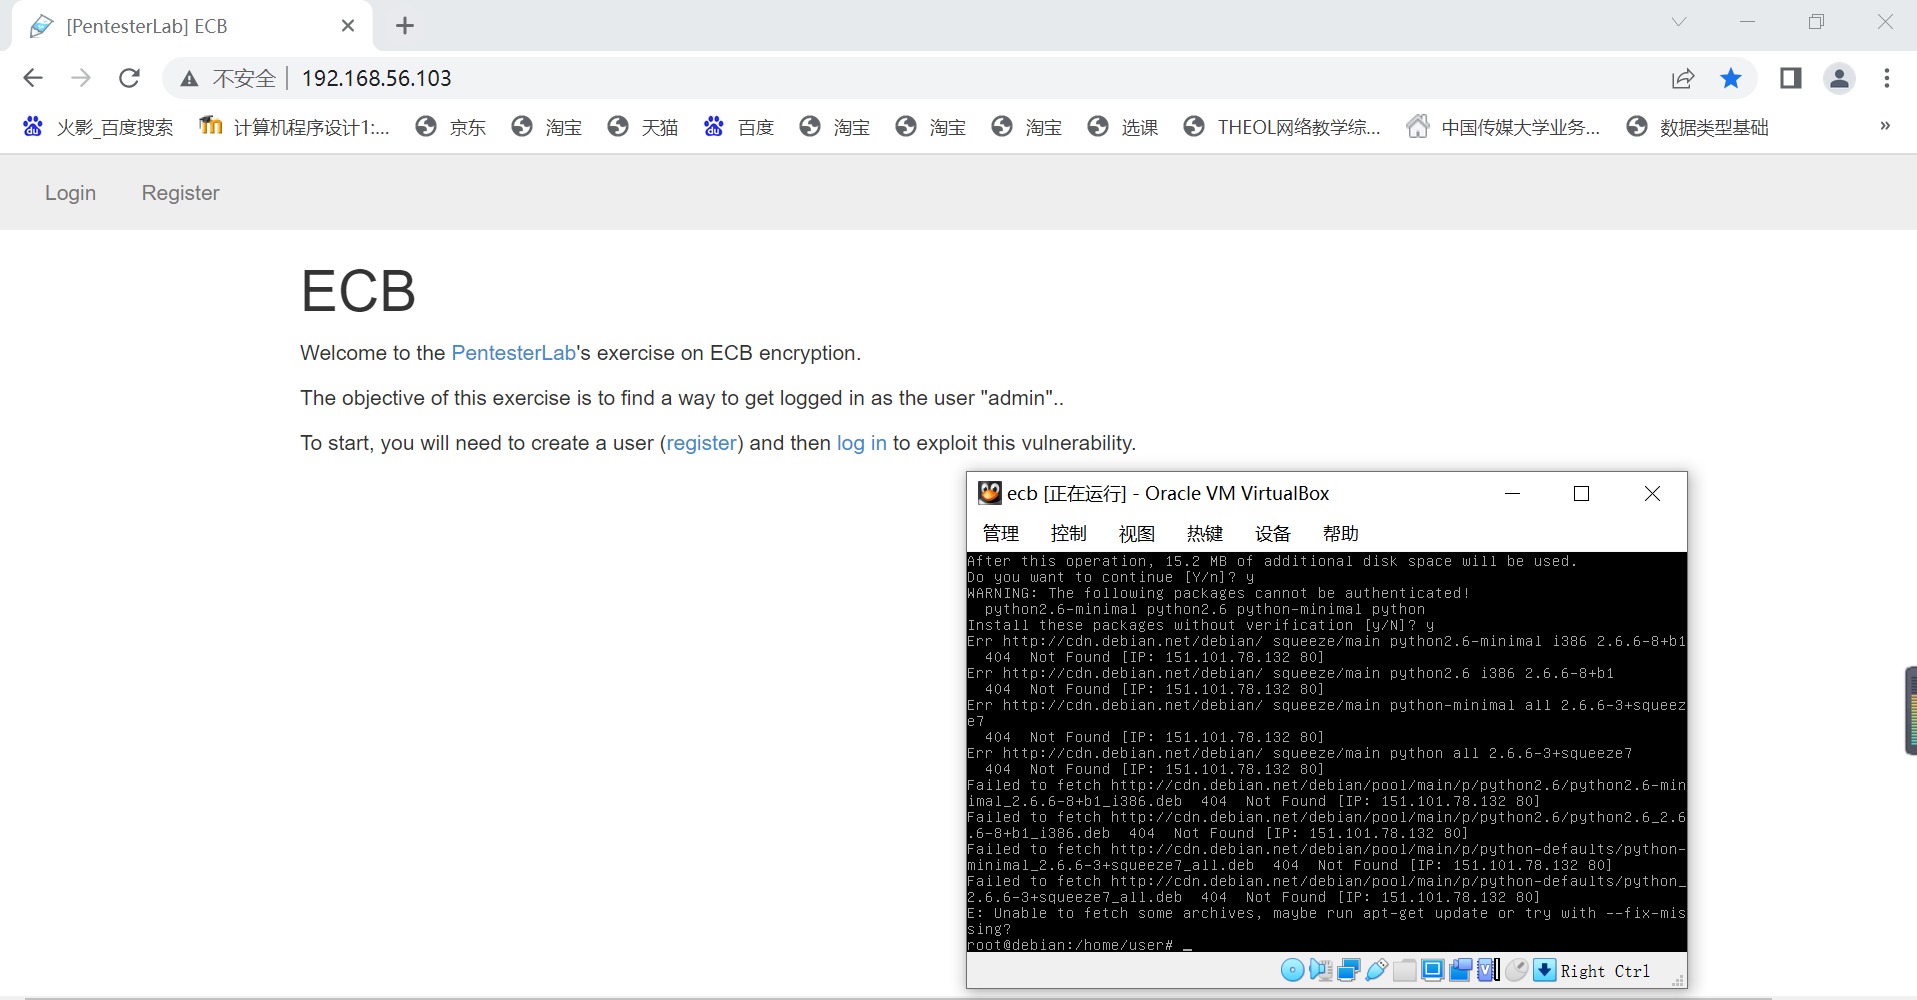 [PentesterLab] ECB
不安全 192.168.56.103
火影_百度搜索 计算机程序设计1:... 京东 淘宝 天猫 百度 淘宝 淘宝 淘宝 选课 THEOL网络教学综... 中国传媒大学业务... 数据类型基础 »
Login Register
ECB
Welcome to the PentesterLab's exercise on ECB encryption.
The objective of this exercise is to find a way to get logged in as the user "admin"..
To start, you will need to create a user (register) and then log in to exploit this vulnerability.
ecb [正在运行] - Oracle VM VirtualBox
管理 控制 视图 热键 设备 帮助
After this operation, 15.2 MB of additional disk space will be used.
Do you want to continue [Y/n]? y
WARNING: The following packages cannot be authenticated!
python2.6-minimal python2.6 python-minimal python
Install these packages without verification [y/N]? y
Err http://cdn.debian.net/debian/ squeeze/main python2.6-minimal i386 2.6.6-8+b1
404 Not Found [IP: 151.101.78.132 80]
Err http://cdn.debian.net/debian/ squeeze/main python2.6 i386 2.6.6-8+b1
404 Not Found [IP: 151.101.78.132 80]
Err http://cdn.debian.net/debian/ squeeze/main python-minimal all 2.6.6-3+squeez
e7
404 Not Found [IP: 151.101.78.132 80]
Err http://cdn.debian.net/debian/ squeeze/main python all 2.6.6-3+squeeze7
404 Not Found [IP: 151.101.78.132 80]
Failed to fetch http://cdn.debian.net/debian/pool/main/p/python2.6/python2.6-min
imal_2.6.6-8+b1_i386.deb 404 Not Found [IP: 151.101.78.132 80]
Failed to fetch http://cdn.debian.net/debian/pool/main/p/python2.6/python2.6_2.6
.6-8+b1_i386.deb 404 Not Found [IP: 151.101.78.132 80]
Failed to fetch http://cdn.debian.net/debian/pool/main/p/python-defaults/python-
minimal_2.6.6-3+squeeze7_all.deb 404 Not Found [IP: 151.101.78.132 80]
Failed to fetch http://cdn.debian.net/debian/pool/main/p/python-defaults/python_
2.6.6-3+squeeze7_all.deb 404 Not Found [IP: 151.101.78.132 80]
E: Unable to fetch some archives, maybe run apt-get update or try with --fix-mis
sing?
root@debian:/home/user# _
Right Ctrl